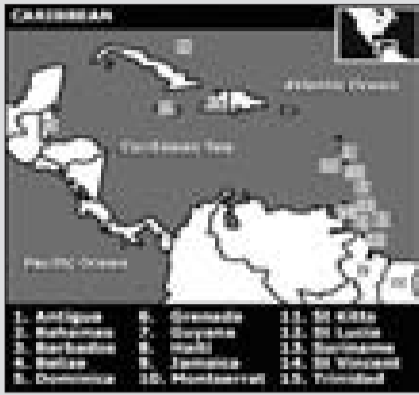 CARIBBEAN
Atlantic Ocean
Caribbean Sea
Pacific Ocean
1. Antigua
2. Bahamas
3. Barbados
4. Belize
5. Dominica
6. Grenada
7. Guyana
8. Haiti
9. Jamaica
10. Montserrat
11. St Kitts
12. St Lucia
13. Suriname
14. St Vincent
15. Trinidad